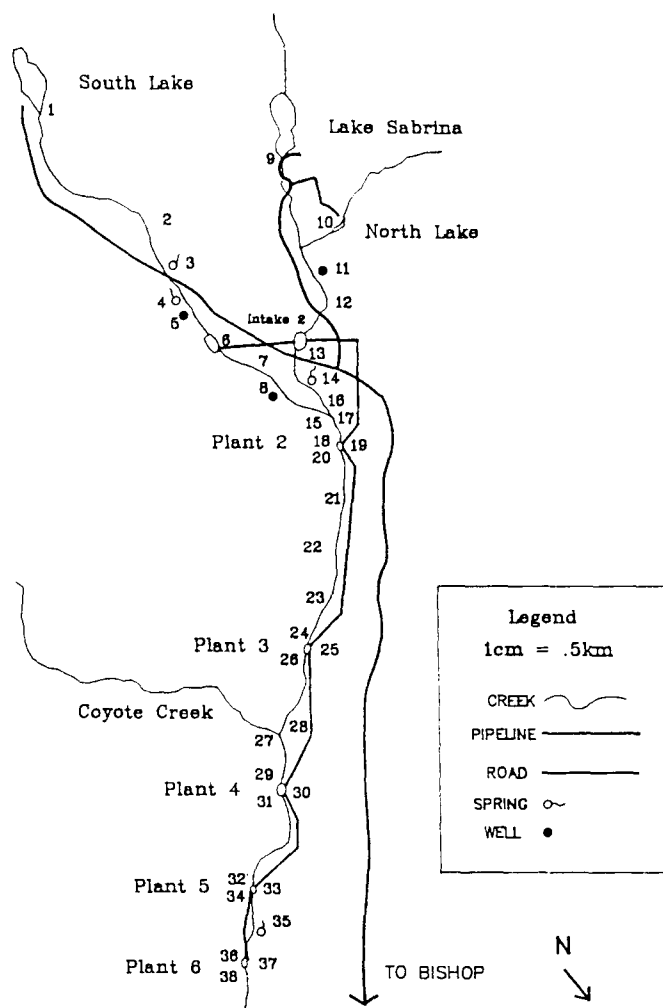 South Lake
1
Lake Sabrina
9
2
10
North Lake
3
11
4
12
5
Intake 2
6
13
7
14
8
16
15
17
Plant 2
18
19
20
21
22
23
24
Plant 3
25
26
Coyote Creek
28
27
29
Plant 4
30
31
32
Plant 5
33
34
35
36
Plant 6
37
38
TO BISHOP
N
Legend
1cm = .5km
CREEK
PIPELINE
ROAD
SPRING
WELL